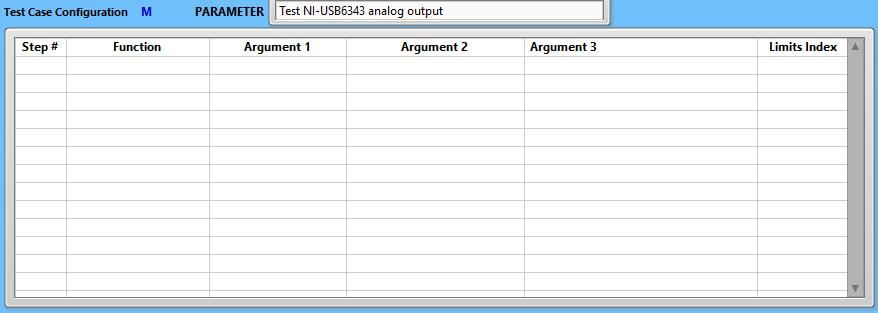 Test Case Configuration M PARAMETER Test NI-USB6343 analog output
Step # Function Argument 1 Argument 2 Argument 3 Limits Index